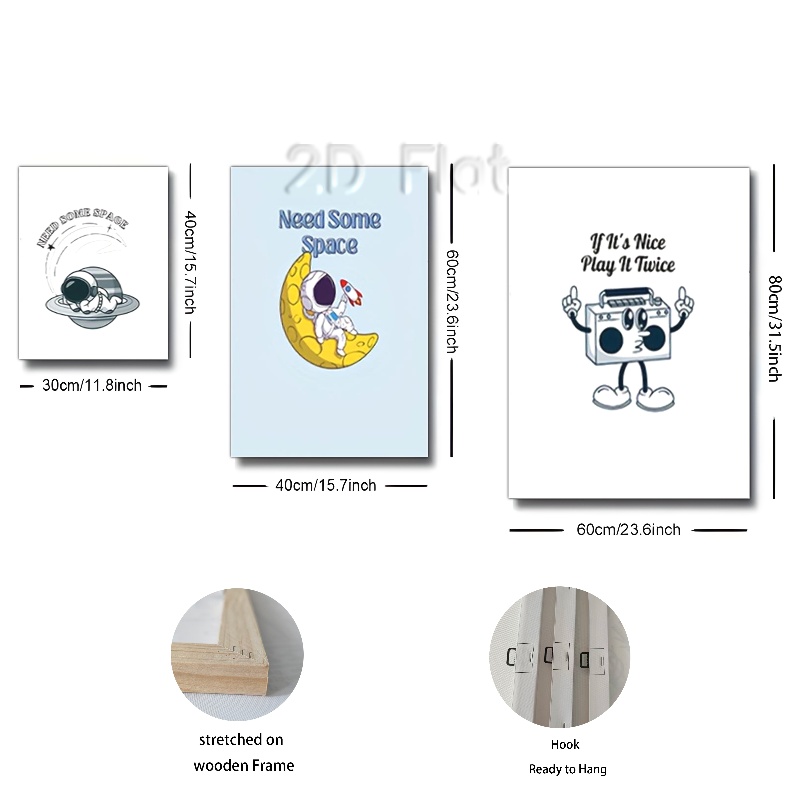 2D Flat
NEED SOME SPACE
40cm/15.7inch
30cm/11.8inch
Need Some
Space
60cm/23.6inch
40cm/15.7inch
If It's Nice
Play It Twice
80cm/31.5inch
60cm/23.6inch
stretched on
wooden Frame
Hook
Ready to Hang